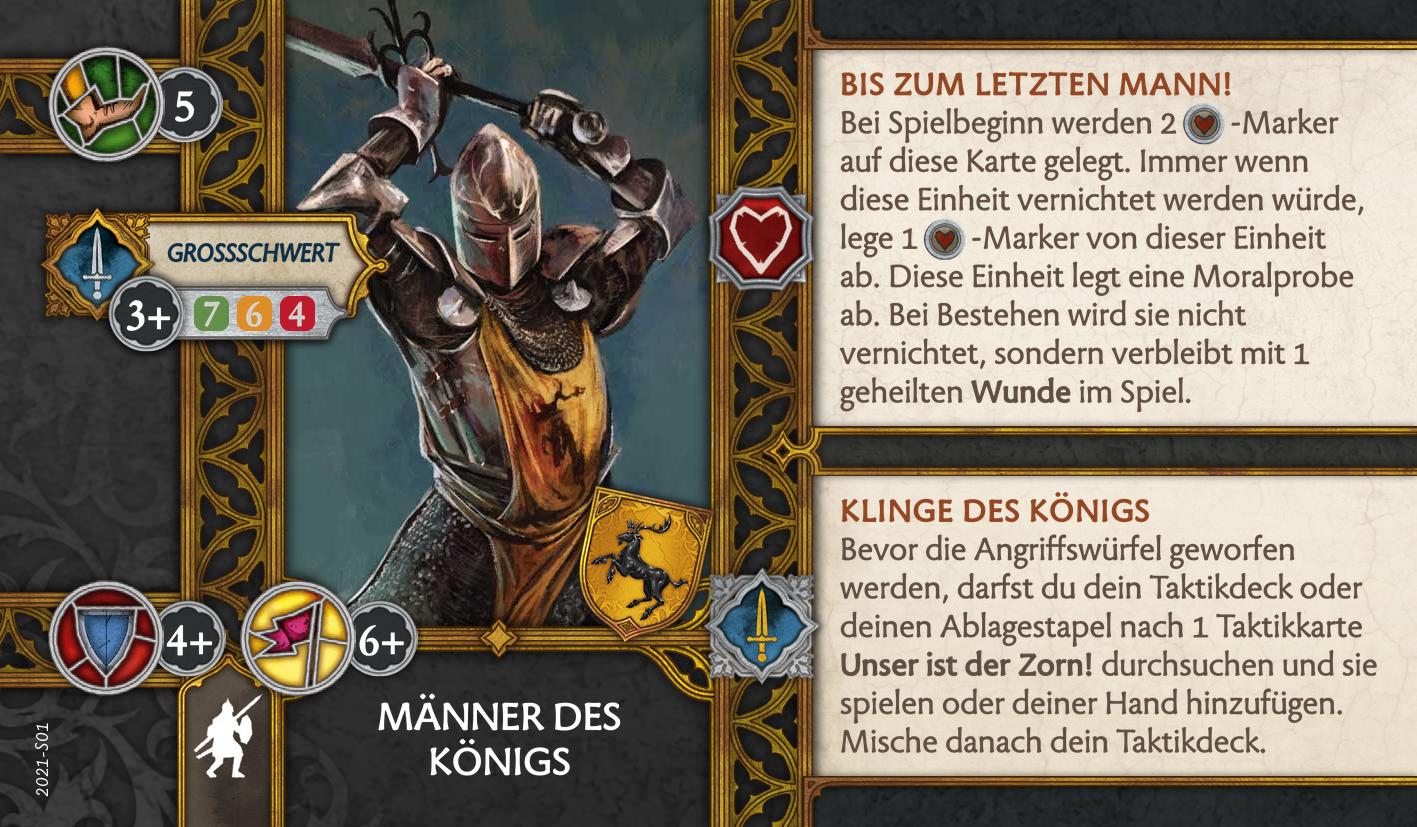 5
GROSSSCHWERT
3+ 7 6 4
4+ 6+
MÄNNER DES
KÖNIGS
2021-S01
BIS ZUM LETZTEN MANN!
Bei Spielbeginn werden 2 -Marker
auf diese Karte gelegt. Immer wenn
diese Einheit vernichtet werden würde,
lege 1 -Marker von dieser Einheit
ab. Diese Einheit legt eine Moralprobe
ab. Bei Bestehen wird sie nicht
vernichtet, sondern verbleibt mit 1
geheilten Wunde im Spiel.
KLINGE DES KÖNIGS
Bevor die Angriffswürfel geworfen
werden, darfst du dein Taktikdeck oder
deinen Ablagestapel nach 1 Taktikkarte
Unser ist der Zorn! durchsuchen und sie
spielen oder deiner Hand hinzufügen.
Mische danach dein Taktikdeck.